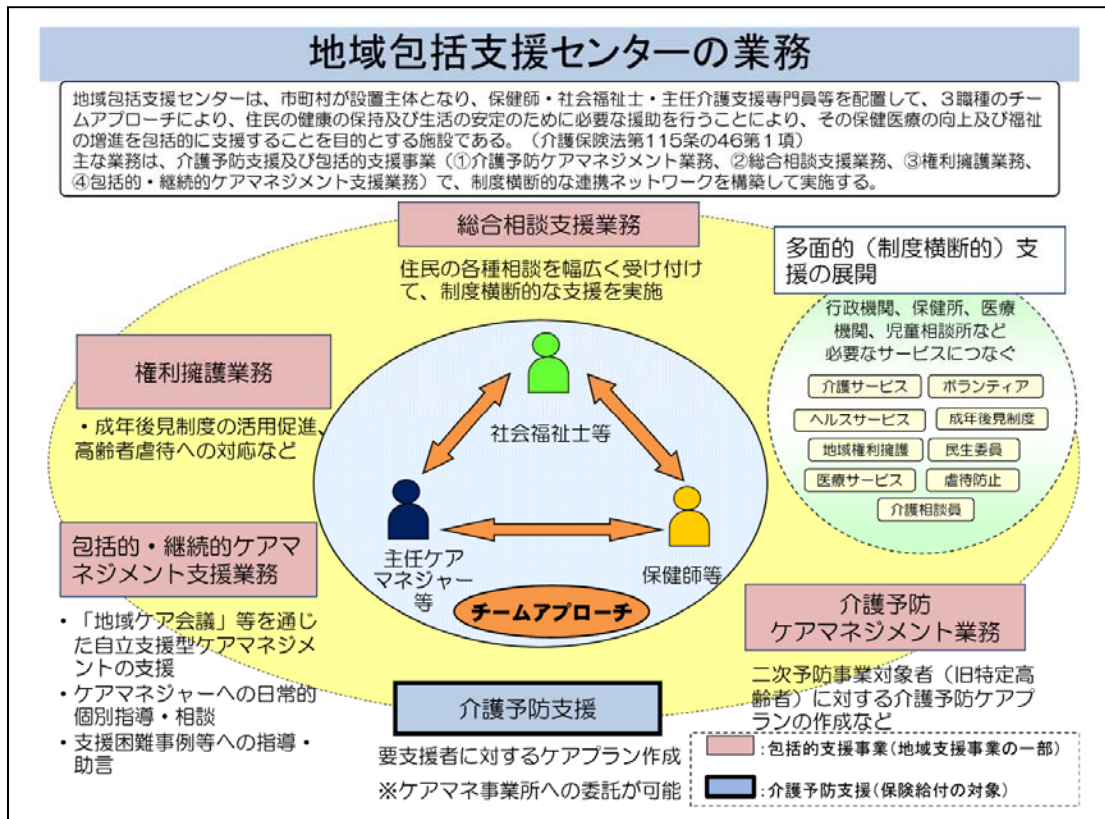 地域包括支援センターの業務
地域包括支援センターは、市町村が設置主体となり、保健師・社会福祉士・主任介護支援専門員等を配置して、３職種のチー
ムアプローチにより、住民の健康の保持及び生活の安定のために必要な援助を行うことにより、その保健医療の向上及び福祉
の増進を包括的に支援することを目的とする施設である。（介護保険法第115条の46第１項）
主な業務は、介護予防支援及び包括的支援事業（①介護予防ケアマネジメント業務、②総合相談支援業務、③権利擁護業務、
④包括的・継続的ケアマネジメント支援業務）で、制度横断的な連携ネットワークを構築して実施する。
総合相談支援業務
住民の各種相談を幅広く受け付け
て、制度横断的な支援を実施
多面的（制度横断的）支
援の展開
行政機関、保健所、医療
機関、児童相談所など
必要なサービスにつなぐ
介護サービス
ボランティア
ヘルスサービス
成年後見制度
地域権利擁護
民生委員
医療サービス
虐待防止
介護相談員
権利擁護業務
・成年後見制度の活用促進、
高齢者虐待への対応など
社会福祉士等
主任ケア
マネジャー
等
保健師等
チームアプローチ
包括的・継続的ケアマ
ネジメント支援業務
・「地域ケア会議」等を通じ
た自立支援型ケアマネジメ
ントの支援
・ケアマネジャーへの日常的
個別指導・相談
・支援困難事例等への指導・
助言
介護予防支援
要支援者に対するケアプラン作成
※ケアマネ事業所への委託が可能
介護予防
ケアマネジメント業務
二次予防事業対象者（旧特定高
齢者）に対する介護予防ケアプ
ランの作成など
：包括的支援事業（地域支援事業の一部）
：介護予防支援（保険給付の対象）